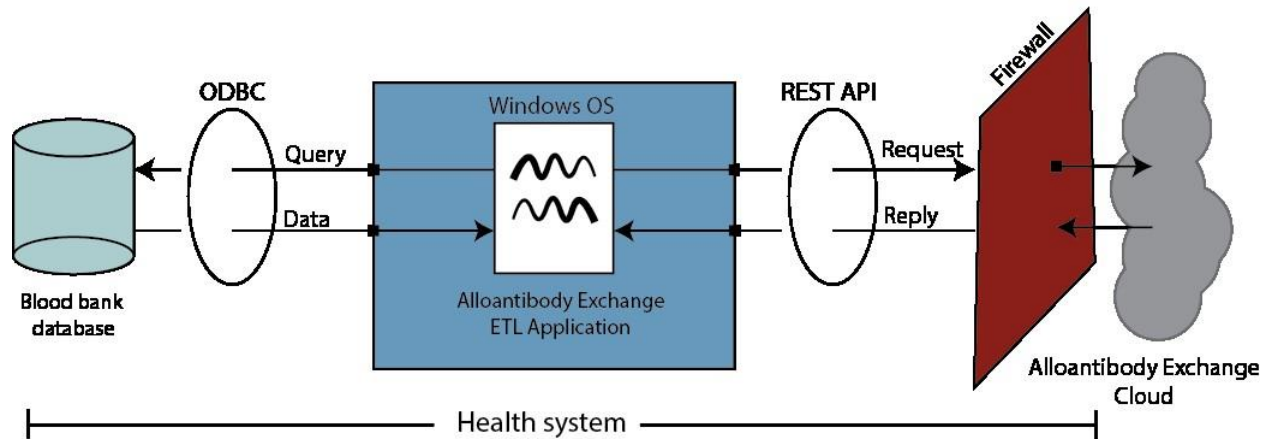 ODBC
Windows OS
REST API
Firewall
Query
Request
Data
Reply
Blood bank
database
Alloantibody Exchange
ETL Application
Alloantibody Exchange
Cloud
Health system